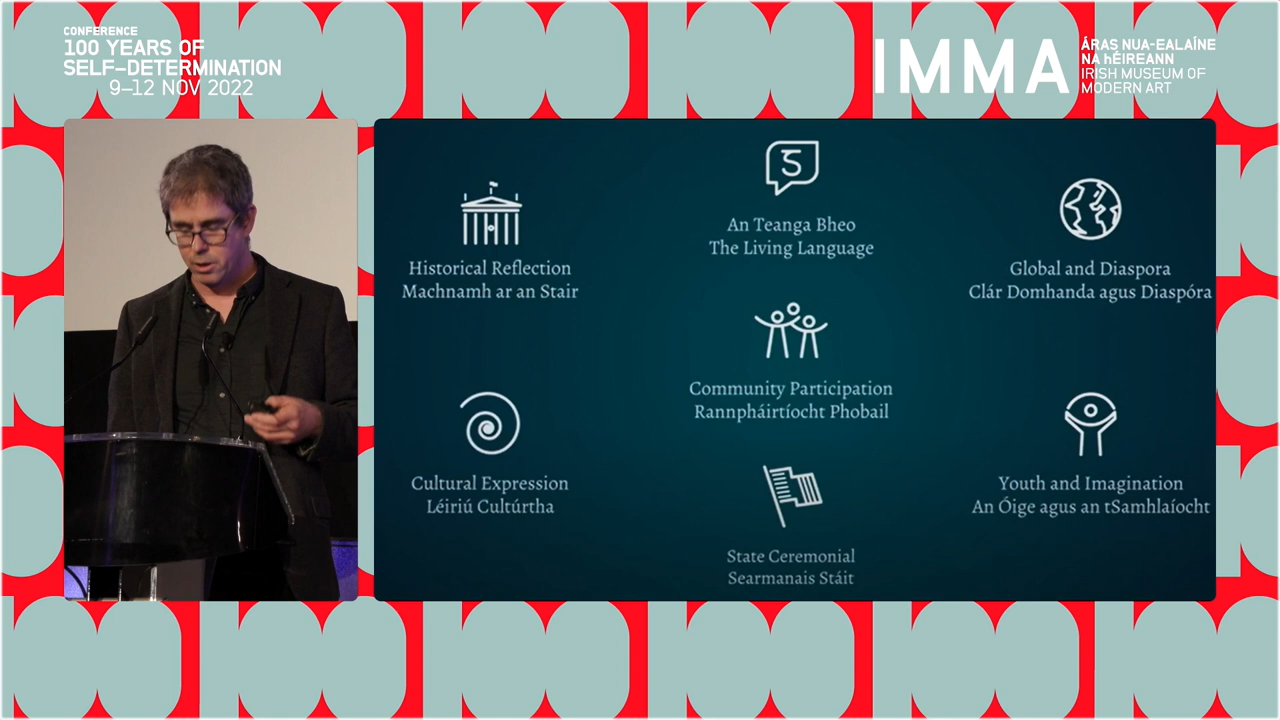 CONFERENCE
100 YEARS OF
SELF–DETERMINATION
9–12 NOV 2022
IMMA
ÁRAS NUA-EALAÍNE
NA hÉIREANN
IRISH MUSEUM OF
MODERN ART
Historical Reflection
Machnamh ar an Stair
An Teanga Bheo
The Living Language
Global and Diaspora
Clár Domhanda agus Diaspóra
Community Participation
Rannpháirtíocht Phobail
Cultural Expression
Léiriú Cultúrtha
Youth and Imagination
An Óige agus an tSamhlaíocht
State Ceremonial
Searmanais Stáit